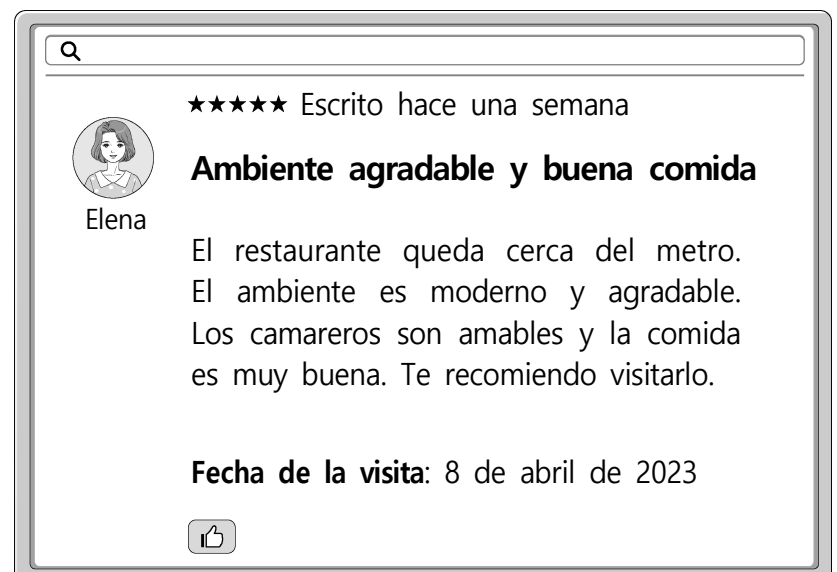 ★★★★★ Escrito hace una semana
Ambiente agradable y buena comida
Elena
El restaurante queda cerca del metro.
El ambiente es moderno y agradable.
Los camareros son amables y la comida
es muy buena. Te recomiendo visitarlo.
Fecha de la visita: 8 de abril de 2023